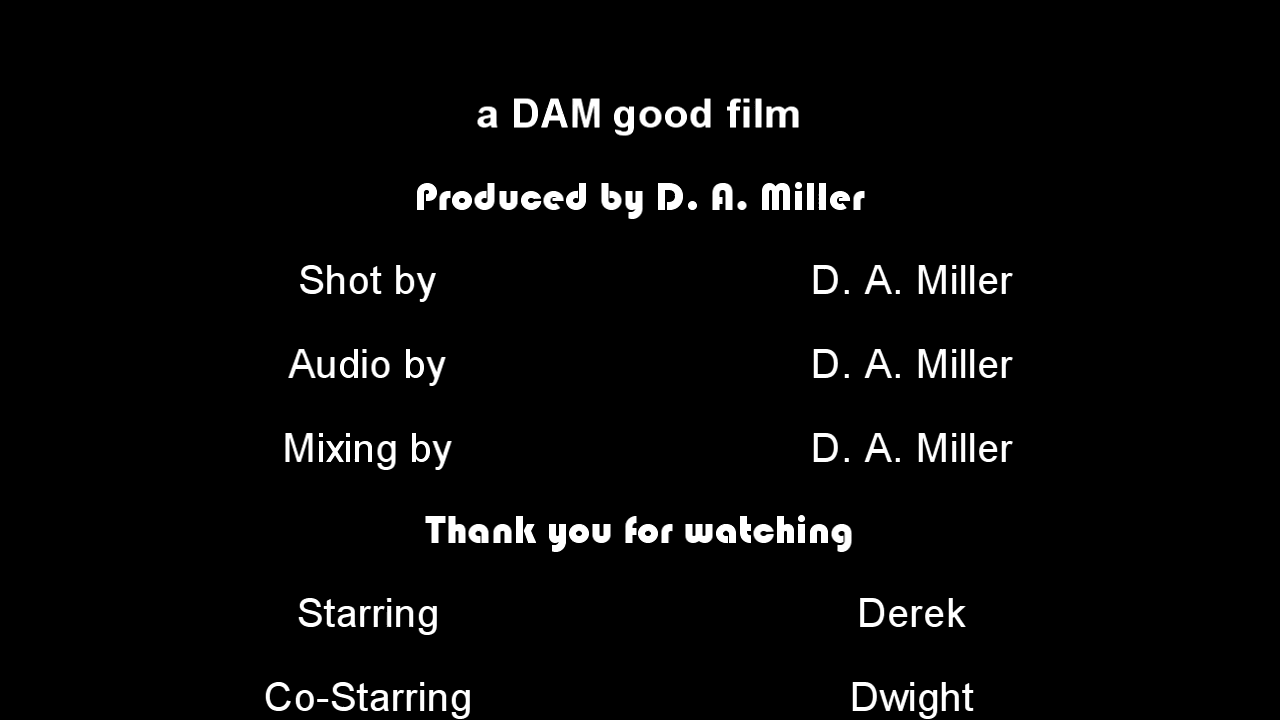 a DAM good film
Produced by D. A. Miller
Shot by D. A. Miller
Audio by D. A. Miller
Mixing by D. A. Miller
Thank you for watching
Starring Derek
Co-Starring Dwight